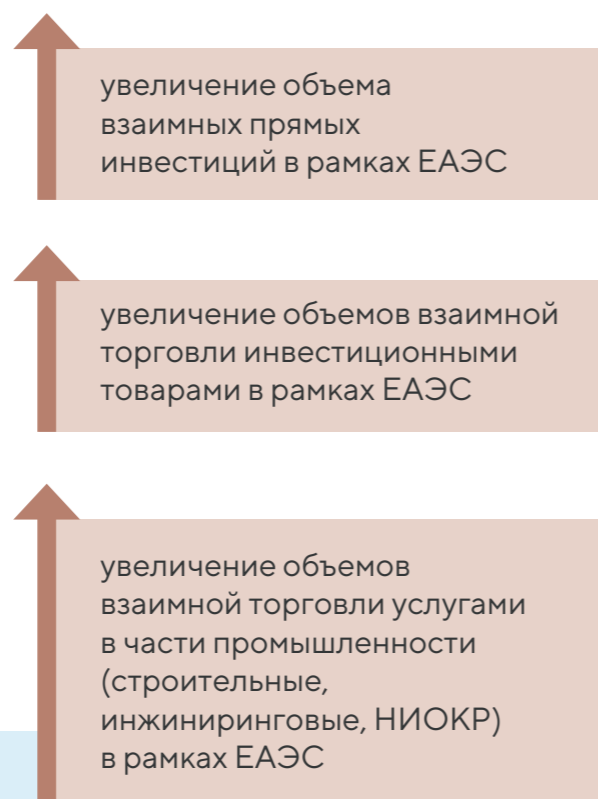 увеличение объема
взаимных прямых
инвестиций в рамках ЕАЭС
увеличение объемов взаимной
торговли инвестиционными
товарами в рамках ЕАЭС
увеличение объемов
взаимной торговли услугами
в части промышленности
(строительные,
инжиниринговые, НИОКР)
в рамках ЕАЭС